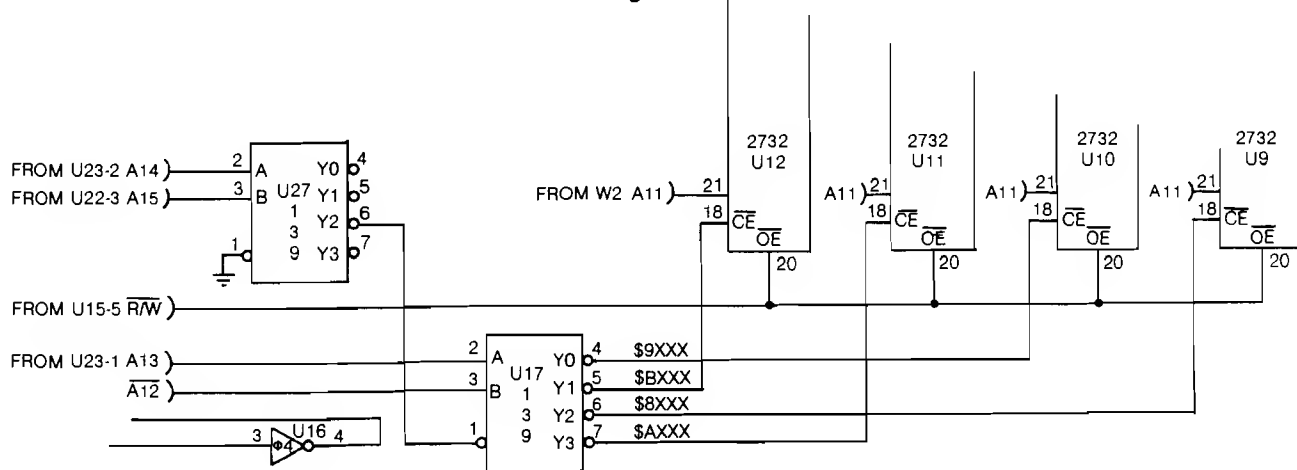 2732
U12
2732
U11
2732
U10
2732
U9
FROM U23-2 A14
2
A
Y0
4
FROM U22-3 A15
3
B
U27
Y1
5
1
3
9
Y2
6
1
Y3
7
FROM W2 A11
21
A11
21
A11
21
A11
21
18
CE
18
CE
18
CE
18
CE
OE
OE
OE
OE
20
20
20
20
FROM U15-5 R/W
FROM U23-1 A13
2
A
Y0
4
$9XXX
A12
3
B
U17
Y1
5
$BXXX
1
3
9
Y2
6
$8XXX
1
Y3
7
$AXXX
3
Φ4
U16
4